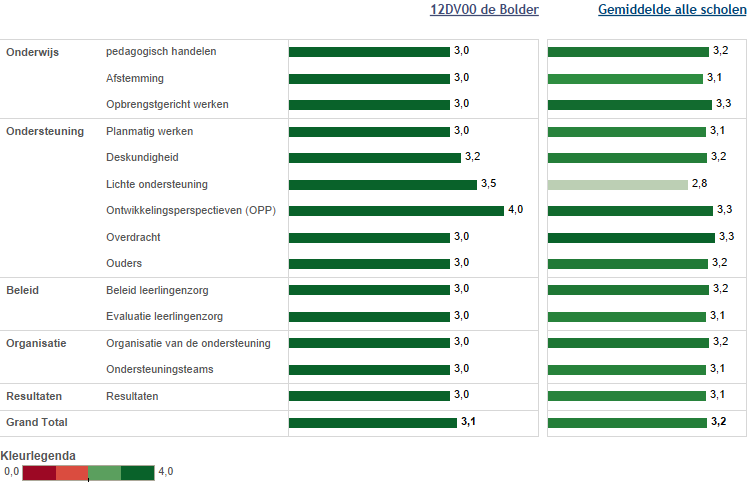 12DV00 de Bolder Gemiddelde alle scholen
Onderwijs pedagogisch handelen 3,0 3,2
Afstemming 3,0 3,1
Opbrengstgericht werken 3,0 3,3
Ondersteuning Planmatig werken 3,0 3,1
Deskundigheid 3,2 3,2
Lichte ondersteuning 3,5 2,8
Ontwikkelingsperspectieven (OPP) 4,0 3,3
Overdracht 3,0 3,3
Ouders 3,0 3,2
Beleid Beleid leerlingenzorg 3,0 3,2
Evaluatie leerlingenzorg 3,0 3,1
Organisatie Organisatie van de ondersteuning 3,0 3,2
Ondersteuningsteams 3,0 3,1
Resultaten Resultaten 3,0 3,1
Grand Total 3,1 3,2
Kleurlegenda
0,0 4,0